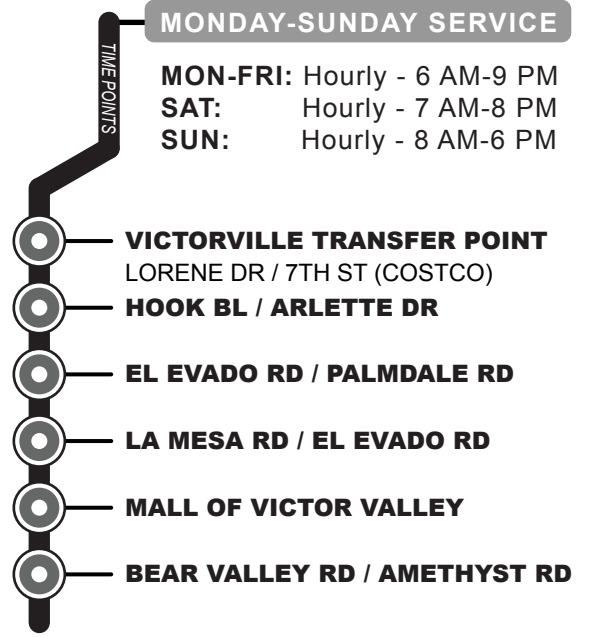 MONDAY-SUNDAY SERVICE
TIME POINTS
MON-FRI: Hourly - 6 AM-9 PM
SAT: Hourly - 7 AM-8 PM
SUN: Hourly - 8 AM-6 PM
VICTORVILLE TRANSFER POINT
LORENE DR / 7TH ST (COSTCO)
HOOK BL / ARLETTE DR
EL EVADO RD / PALMDALE RD
LA MESA RD / EL EVADO RD
MALL OF VICTOR VALLEY
BEAR VALLEY RD / AMETHYST RD